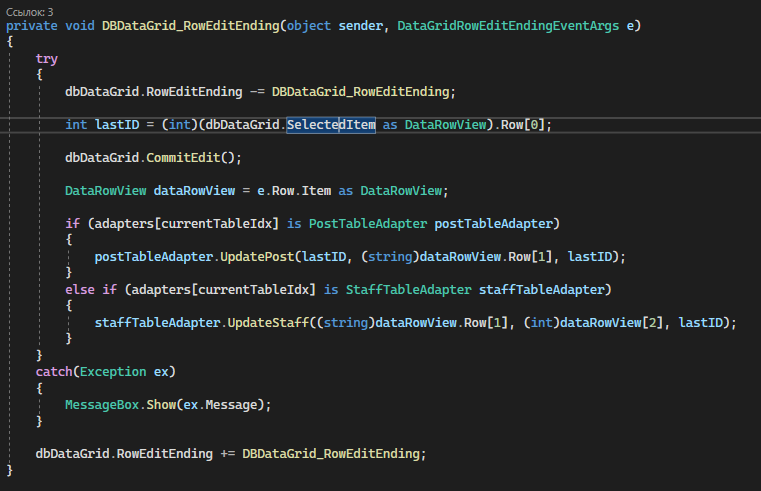 Ссылок: 3
private void DBDataGrid_RowEditEnding(object sender, DataGridRowEditEndingEventArgs e)
{
try
{
dbDataGrid.RowEditEnding -= DBDataGrid_RowEditEnding;
int lastID = (int)(dbDataGrid.SelectedItem as DataRowView).Row[0];
dbDataGrid.CommitEdit();
DataRowView dataRowView = e.Row.Item as DataRowView;
if (adapters[currentTableIdx] is PostTableAdapter postTableAdapter)
{
postTableAdapter.UpdatePost(lastID, (string)dataRowView.Row[1], lastID);
}
else if (adapters[currentTableIdx] is StaffTableAdapter staffTableAdapter)
{
staffTableAdapter.UpdateStaff((string)dataRowView.Row[1], (int)dataRowView[2], lastID);
}
}
catch(Exception ex)
{
MessageBox.Show(ex.Message);
}
dbDataGrid.RowEditEnding += DBDataGrid_RowEditEnding;
}